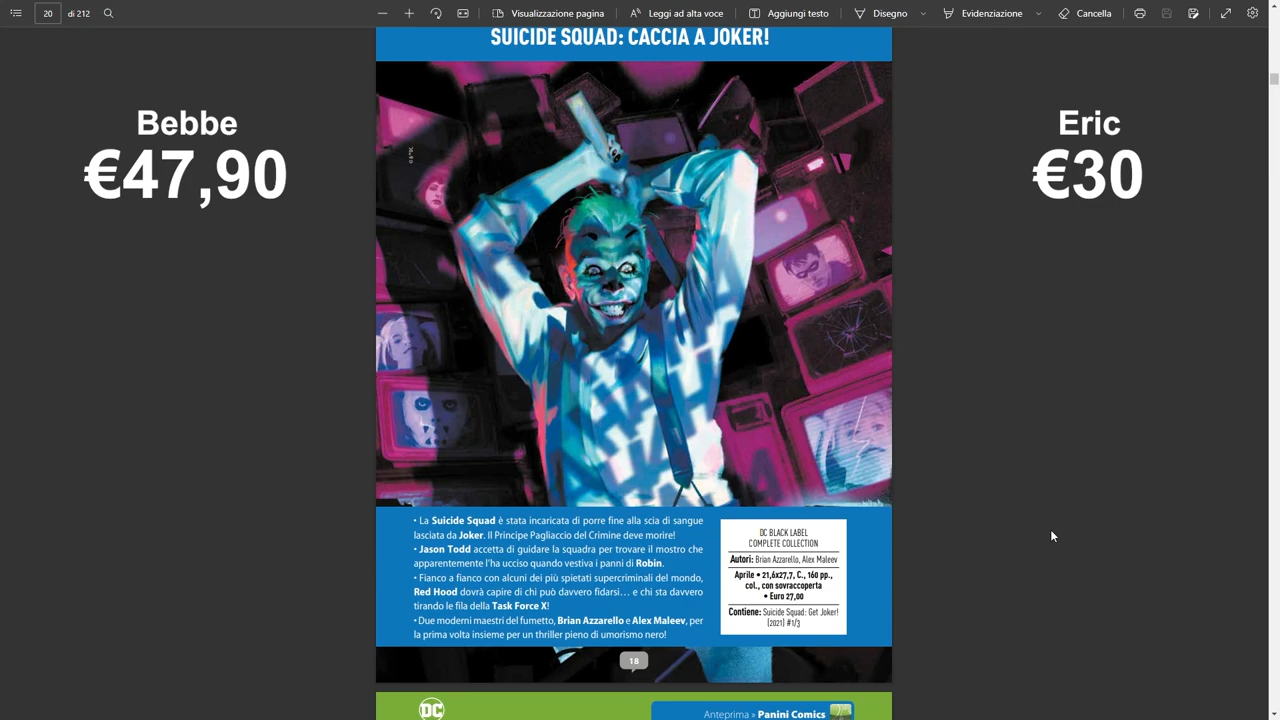 20
di 212
Visualizzazione pagina
Leggi ad alta voce
Aggiungi testo
Disegno
Evidenziazione
Cancella
SUICIDE SQUAD: CACCIA A JOKER!
Bebbe
€47,90
Eric
€30
• La Suicide Squad è stata incaricata di porre fine alla scia di sangue
lasciata da Joker. Il Principe Pagliaccio del Crimine deve morire!
• Jason Todd accetta di guidare la squadra per trovare il mostro che
apparentemente l'ha ucciso quando vestiva i panni di Robin.
• Fianco a fianco con alcuni dei più spietati supercriminali del mondo,
Red Hood dovrà capire di chi può davvero fidarsi… e chi sta davvero
tirando le fila della Task Force X!
• Due moderni maestri del fumetto, Brian Azzarello e Alex Maleev, per
la prima volta insieme per un thriller pieno di umorismo nero!
DC BLACK LABEL
COMPLETE COLLECTION
Autori: Brian Azzarello, Alex Maleev
Aprile • 21,6x27,7, C., 160 pp.,
col., con sovraccoperta
• Euro 27,00
Contiene: Suicide Squad: Get Joker!
(2021) #1/3
18
DC
Anteprima » Panini Comics